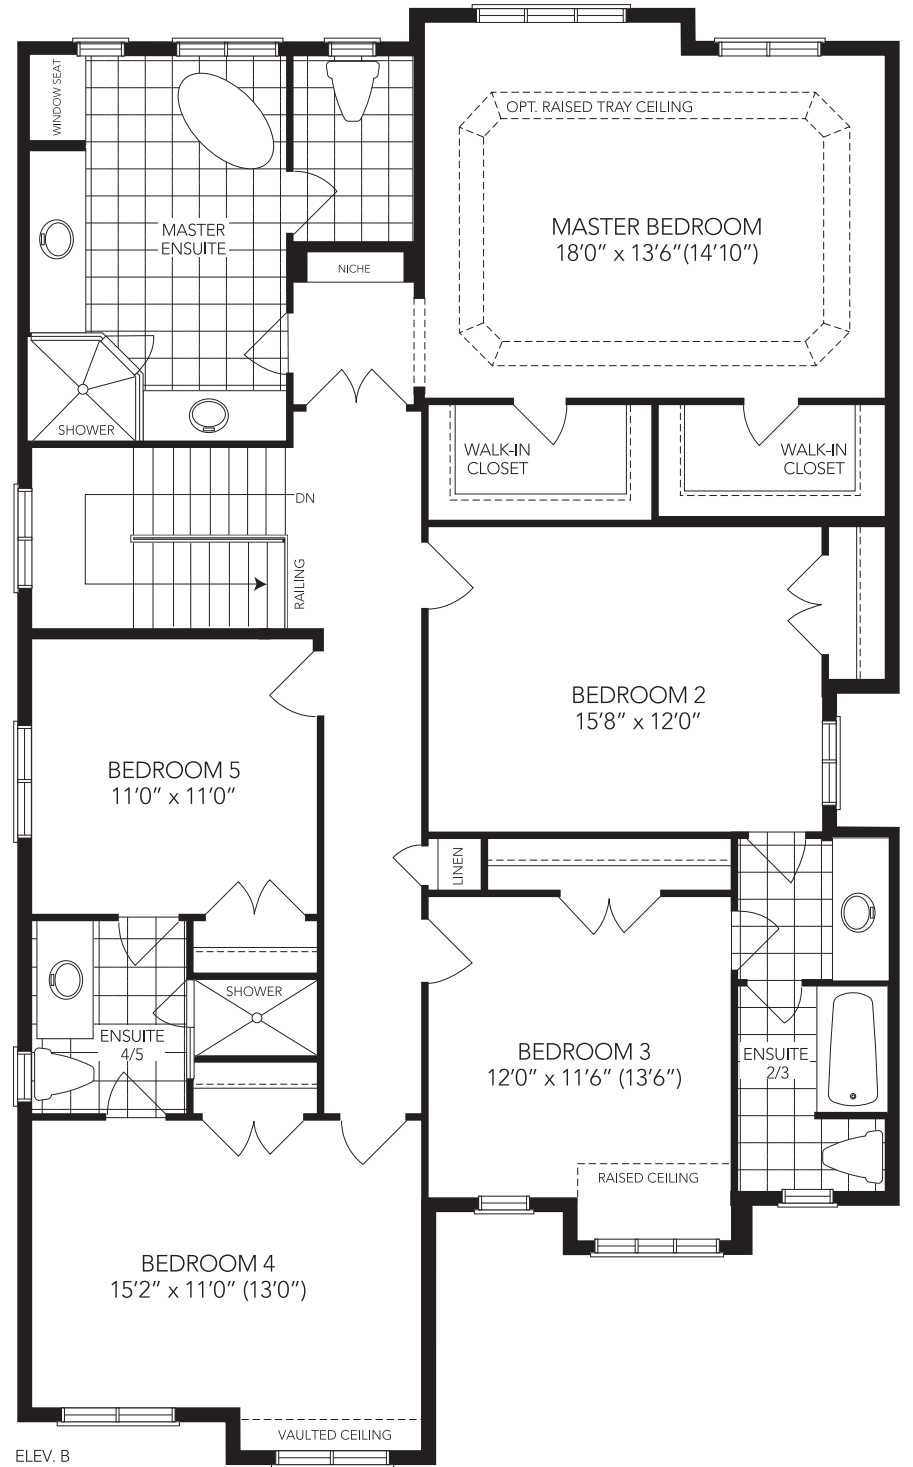 WINDOW SEAT
OPT. RAISED TRAY CEILING
MASTER
ENSUITE
MASTER BEDROOM
18'0" x 13'6"(14'10")
NICHE
SHOWER
WALK-IN
CLOSET
WALK-IN
CLOSET
DN
RAILING
BEDROOM 2
15'8" x 12'0"
BEDROOM 5
11'0" x 11'0"
LINEN
SHOWER
ENSUITE
4/5
BEDROOM 3
12'0" x 11'6" (13'6")
ENSUITE
2/3
RAISED CEILING
BEDROOM 4
15'2" x 11'0" (13'0")
VAULTED CEILING
ELEV. B